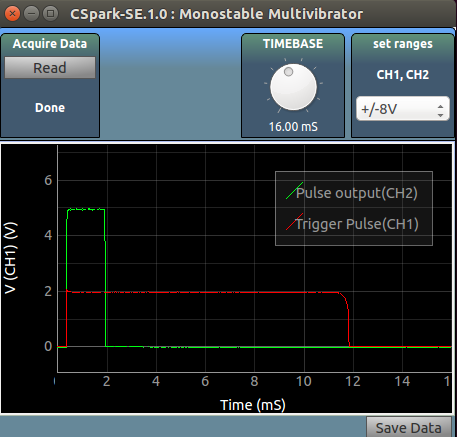 CSpark-SE.1.0 : Monostable Multivibrator
Acquire Data
Read
Done
TIMEBASE
16.00 mS
set ranges
CH1, CH2
+/-8V
V (CH1) (V)
6
4
2
0
Pulse output(CH2)
Trigger Pulse(CH1)
2 4 6 8 10 12 14
Time (mS)
Save Data